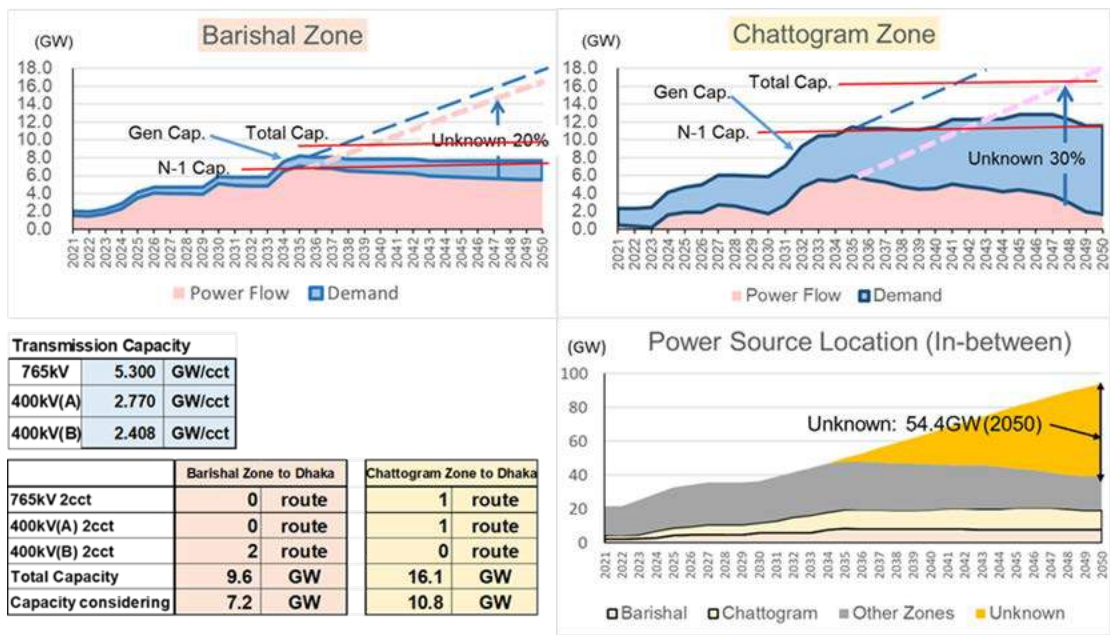 Barishal Zone
(GW)
18.0
16.0
14.0
12.0
10.0
8.0
6.0
4.0
2.0
0.0
Gen Cap.
Total Cap.
N-1 Cap.
Unknown 20%
2021 2022 2023 2024 2025 2026 2027 2028 2029 2030 2031 2032 2033 2034 2035 2036 2037 2038 2039 2040 2041 2042 2043 2044 2045 2046 2047 2048 2049 2050
Power Flow Demand
Chattogram Zone
(GW)
18.0
16.0
14.0
12.0
10.0
8.0
6.0
4.0
2.0
0.0
Total Cap.
Gen Cap.
N-1 Cap.
Unknown 30%
2021 2022 2023 2024 2025 2026 2027 2028 2029 2030 2031 2032 2033 2034 2035 2036 2037 2038 2039 2040 2041 2042 2043 2044 2045 2046 2047 2048 2049 2050
Power Flow Demand
Transmission Capacity
765kV 5.300 GW/cct
400kV(A) 2.770 GW/cct
400kV(B) 2.408 GW/cct
Barishal Zone to Dhaka Chattogram Zone to Dhaka
765kV 2cct 0 route 1 route
400kV(A) 2cct 0 route 1 route
400kV(B) 2cct 2 route 0 route
Total Capacity 9.6 GW 16.1 GW
Capacity considering 7.2 GW 10.8 GW
Power Source Location (In-between)
(GW)
100
80
60
40
20
0
Unknown: 54.4GW(2050)
2021 2022 2023 2024 2025 2026 2027 2028 2029 2030 2031 2032 2033 2034 2035 2036 2037 2038 2039 2040 2041 2042 2043 2044 2045 2046 2047 2048 2049 2050
Barishal Chattogram Other Zones Unknown